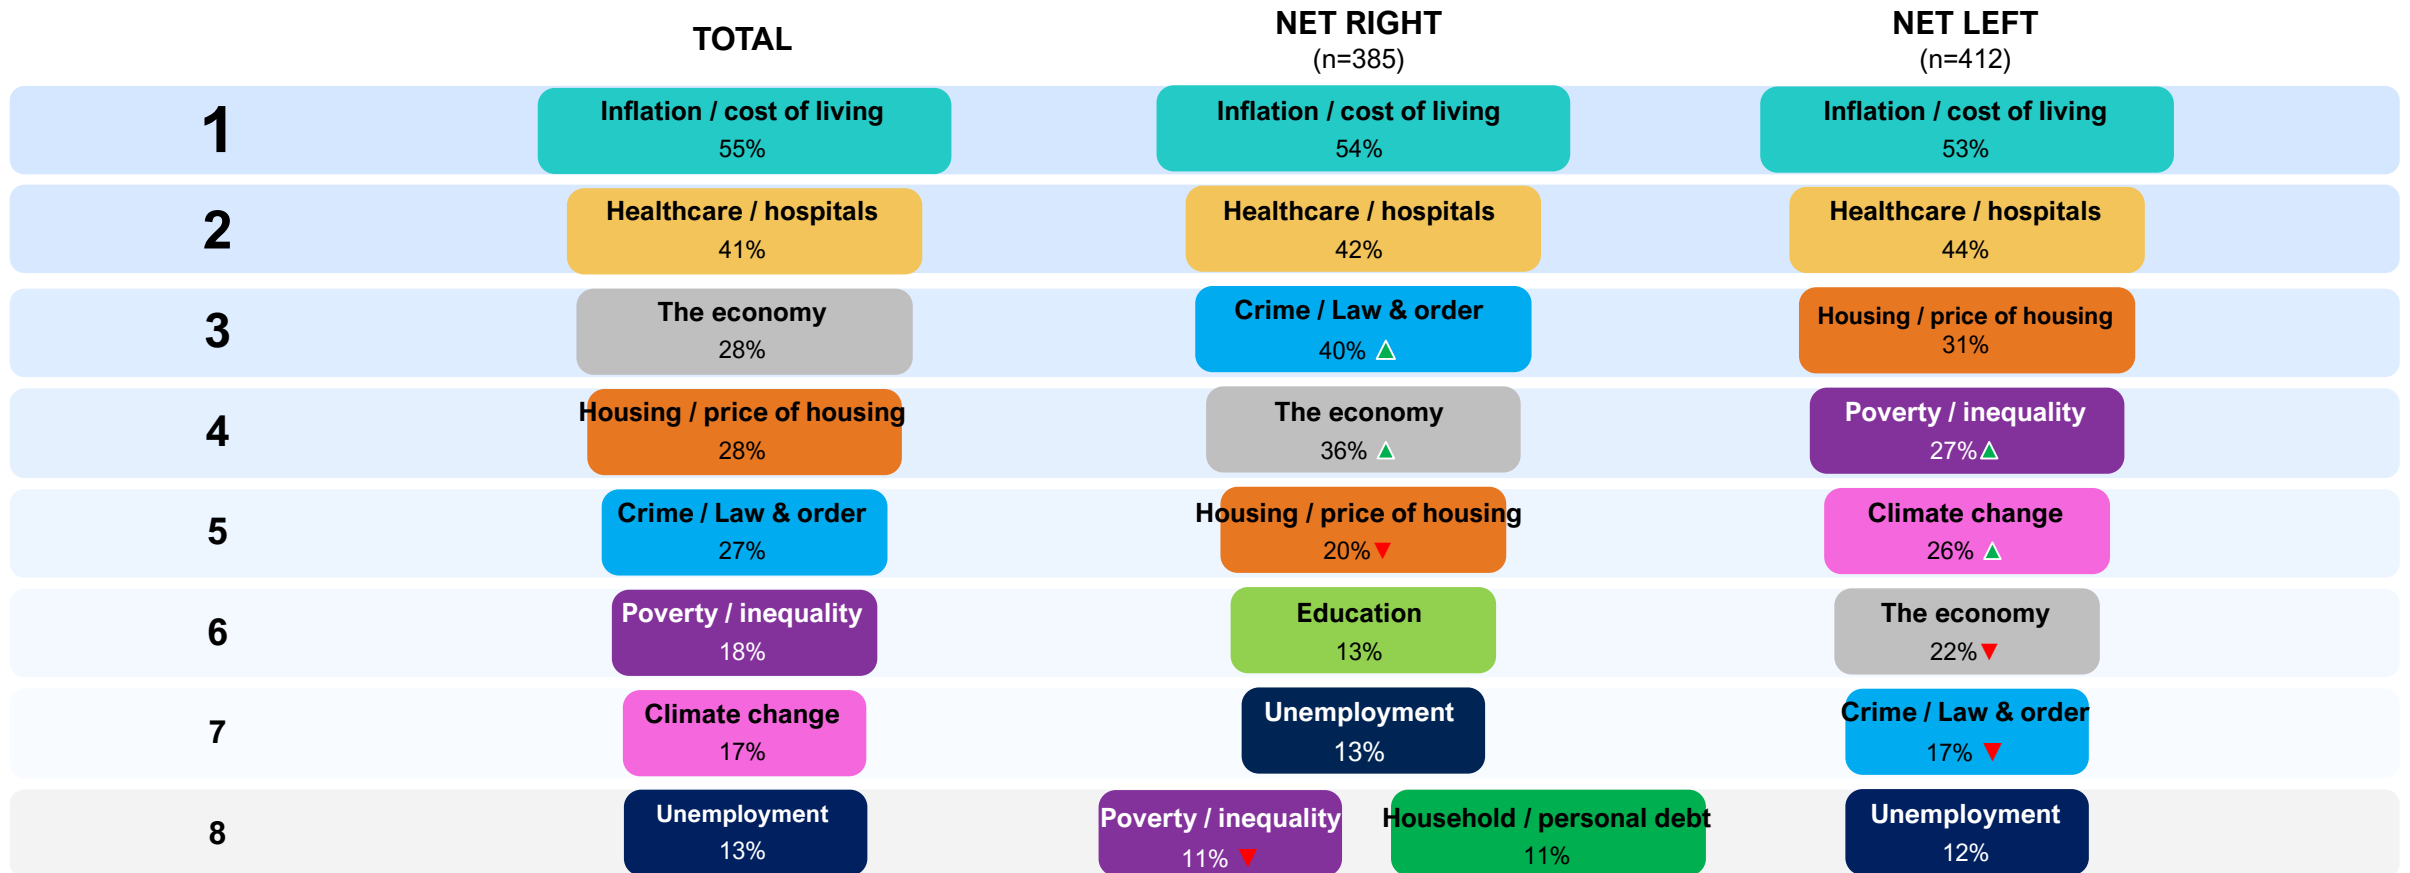 TOTAL
NET RIGHT
(n=385)
NET LEFT
(n=412)
1
Inflation / cost of living
55%
Inflation / cost of living
54%
Inflation / cost of living
53%
2
Healthcare / hospitals
41%
Healthcare / hospitals
42%
Healthcare / hospitals
44%
3
The economy
28%
Crime / Law & order
40%
Housing / price of housing
31%
4
Housing / price of housing
28%
The economy
36%
Poverty / inequality
27%
5
Crime / Law & order
27%
Housing / price of housing
20%
Climate change
26%
6
Poverty / inequality
18%
Education
13%
The economy
22%
7
Climate change
17%
Unemployment
13%
Crime / Law & order
17%
8
Unemployment
13%
Poverty / inequality
11%
Household / personal debt
11%
Unemployment
12%